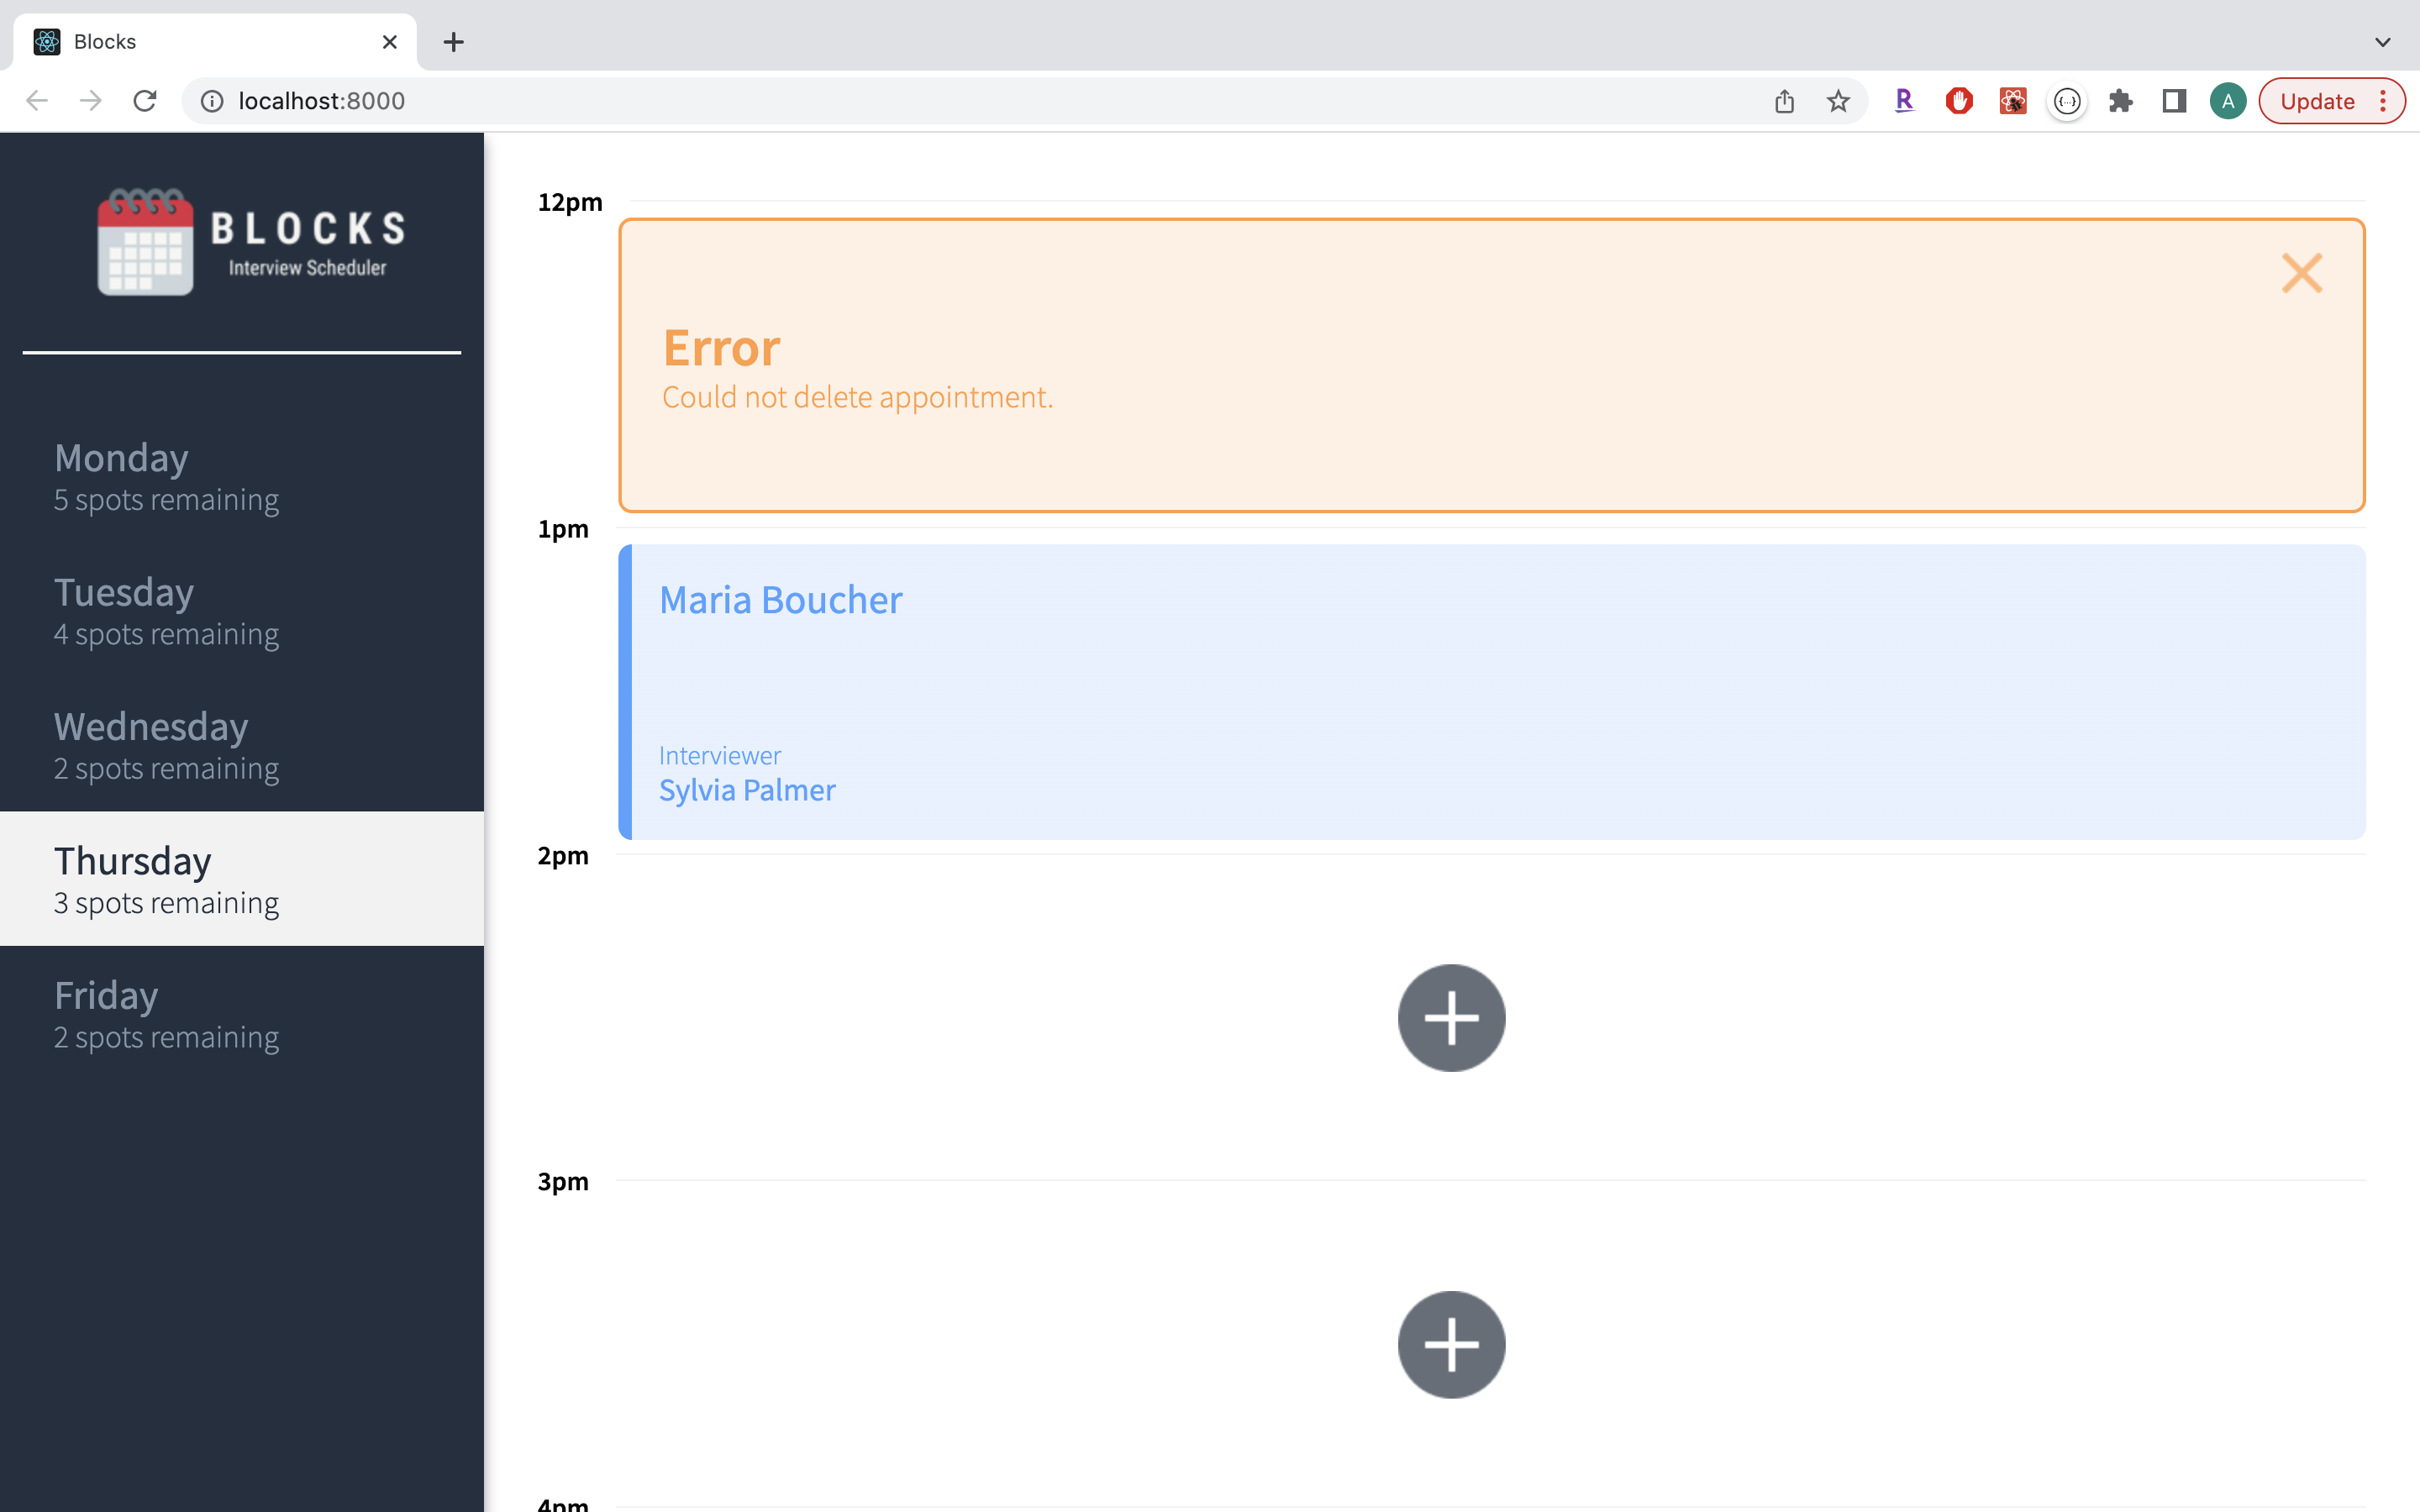 Blocks
localhost:8000
R
A
Update
BLOCKS
Interview Scheduler
Monday
5 spots remaining
Tuesday
4 spots remaining
Wednesday
2 spots remaining
Thursday
3 spots remaining
Friday
2 spots remaining
12pm
Error
Could not delete appointment.
1pm
Maria Boucher
Interviewer
Sylvia Palmer
2pm
3pm
4pm